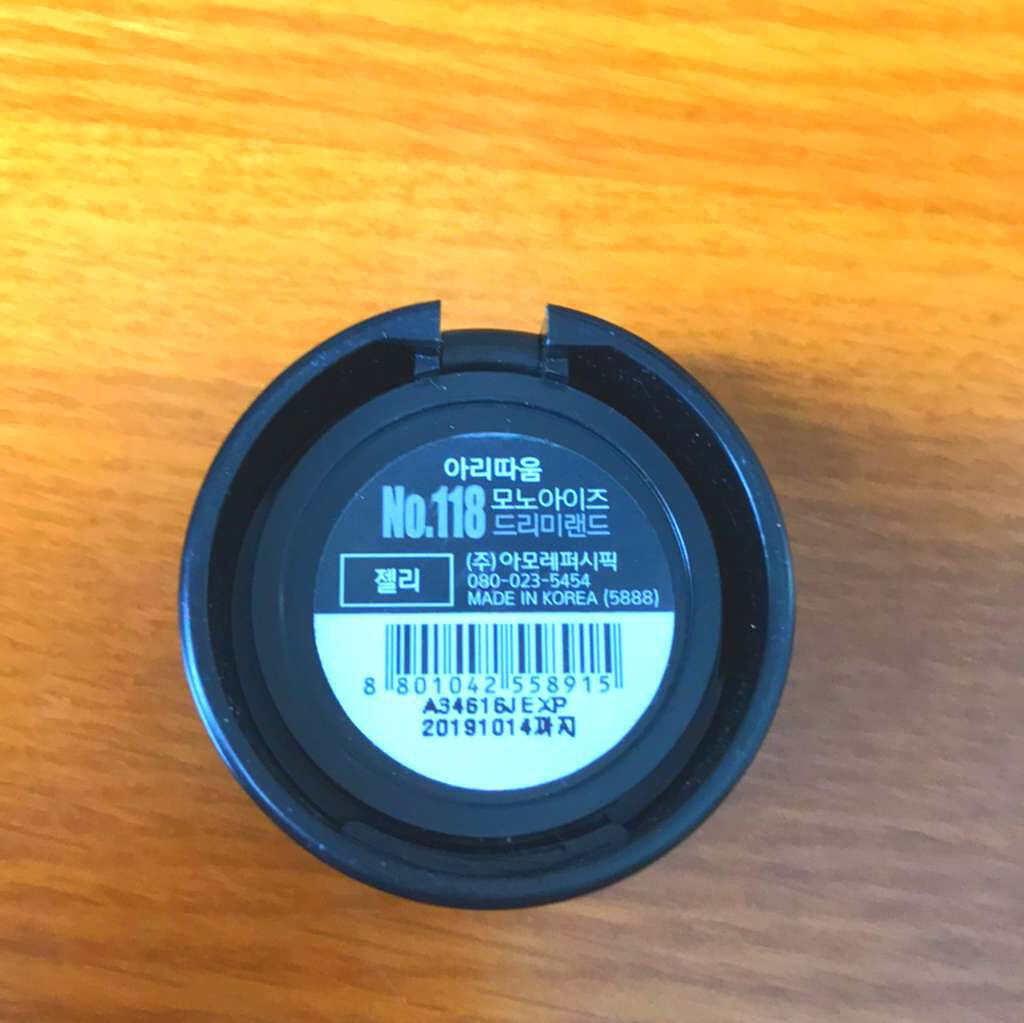 아리따움
No.118 모노아이즈
드리미랜드
젤리
(주)아모레퍼시픽
080-023-5454
MADE IN KOREA (5888)
8 801042 558915
A34616J EXP
20191014까지